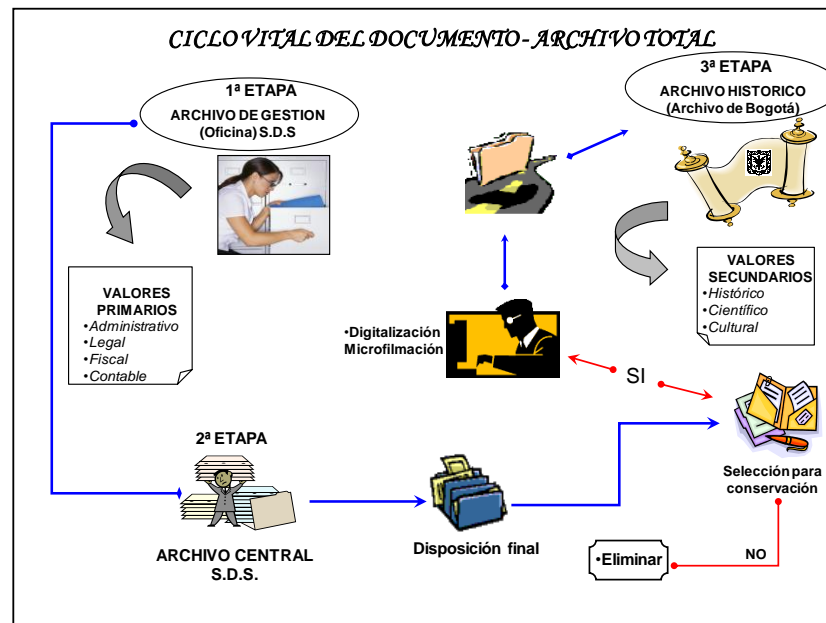 CICLO VITAL DEL DOCUMENTO - ARCHIVO TOTAL
1ª ETAPA
ARCHIVO DE GESTION
(Oficina) S.D.S
3ª ETAPA
ARCHIVO HISTORICO
(Archivo de Bogotá)
VALORES
PRIMARIOS
•Administrativo
•Legal
•Fiscal
•Contable
VALORES
SECUNDARIOS
•Histórico
•Científico
•Cultural
•Digitalización
Microfilmación
SI
2ª ETAPA
ARCHIVO CENTRAL
S.D.S.
Disposición final
Selección para
conservación
NO
•Eliminar